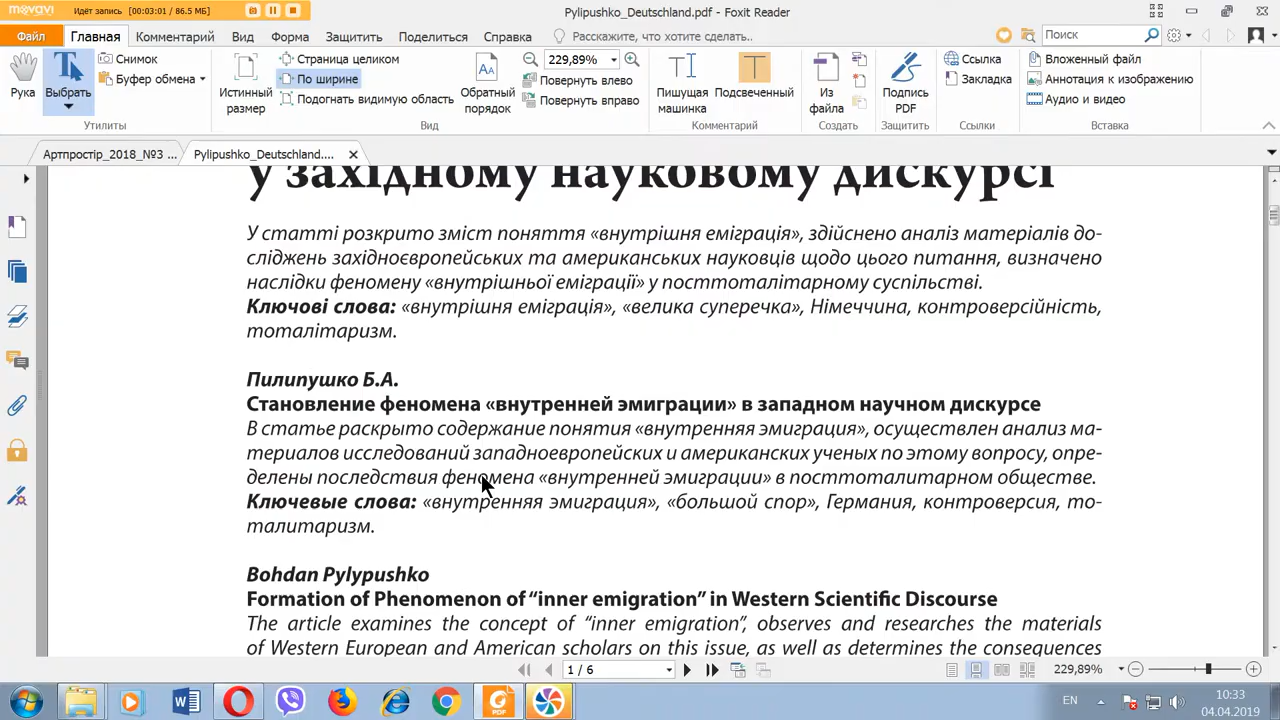 movavi Идёт запись (00:03:01 / 86.5 МБ)
Pylipushko_Deutschland.pdf - Foxit Reader
Файл Главная Комментарий Вид Форма Защитить Поделиться Справка Расскажите, что хотите сделать.. Поиск
Рука
Выбрать
Снимок
Буфер обмена
Утилиты
Истинный размер
Страница целиком
По ширине
Подогнать видимую область
Обратный порядок
229,89%
Повернуть влево
Повернуть вправо
Вид
Пишущая машинка
Подсвеченный
Комментарий
Из файла
Создать
Подпись PDF
Защитить
Ссылка
Закладка
Ссылки
Вложенный файл
Аннотация к изображению
Аудио и видео
Вставка
Артпростір_2018_№3 ... Pylipushko_Deutschland....
у західному науковому дискурсі
У статті розкрито зміст поняття «внутрішня еміграція», здійснено аналіз матеріалів до-
сліджень західноєвропейських та американських науковців щодо цього питання, визначено
наслідки феномену «внутрішньої еміграції» у посттоталітарному суспільстві.
Ключові слова: «внутрішня еміграція», «велика суперечка», Німеччина, контроверсійність,
тоталітаризм.
Пилипушко Б.А.
Становление феномена «внутренней эмиграции» в западном научном дискурсе
В статье раскрыто содержание понятия «внутренняя эмиграция», осуществлен анализ ма-
териалов исследований западноевропейских и американских ученых по этому вопросу, опре-
делены последствия феномена «внутренней эмиграции» в посттоталитарном обществе.
Ключевые слова: «внутренняя эмиграция», «большой спор», Германия, контроверсия, то-
талитаризм.
Bohdan Pylypushko
Formation of Phenomenon of “inner emigration” in Western Scientific Discourse
The article examines the concept of “inner emigration”, observes and researches the materials
of Western European and American scholars on this issue, as well as determines the consequences
1 / 6 229,89%
EN 10:33
04.04.2019